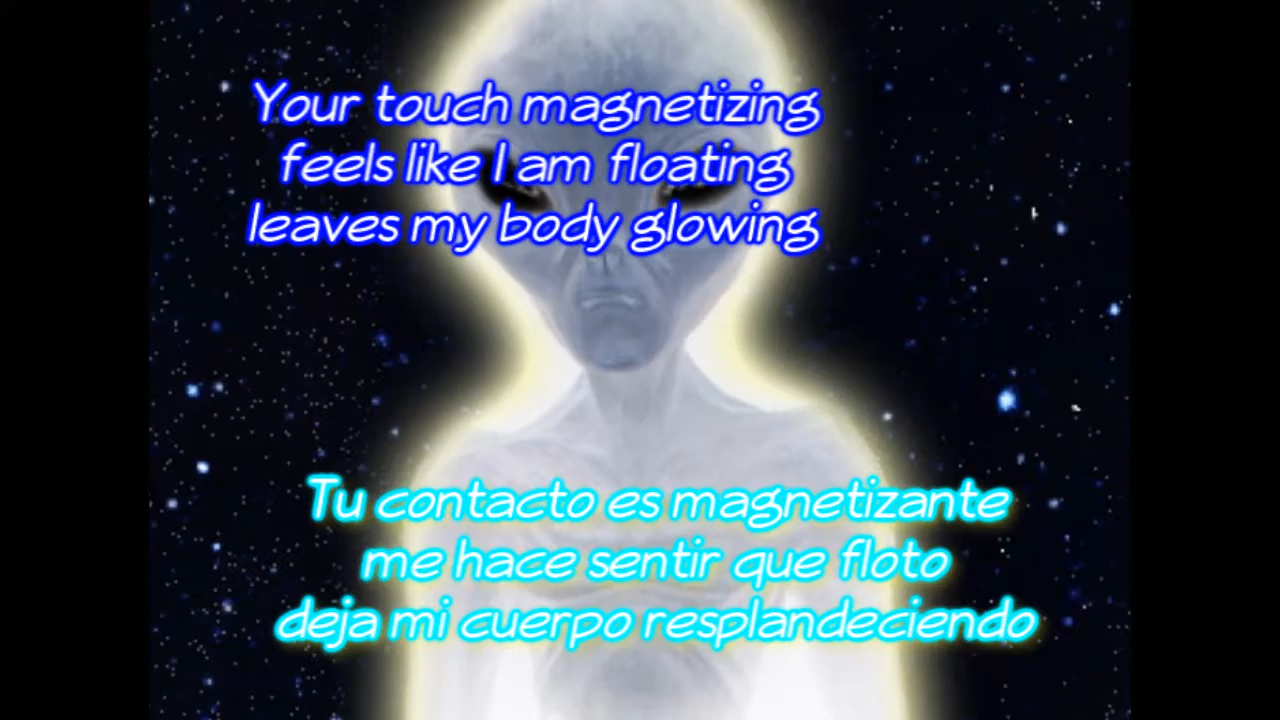 Your touch magnetizing
feels like I am floating
leaves my body glowing
Tu contacto es magnetizante
me hace sentir que floto
deja mi cuerpo resplandeciendo